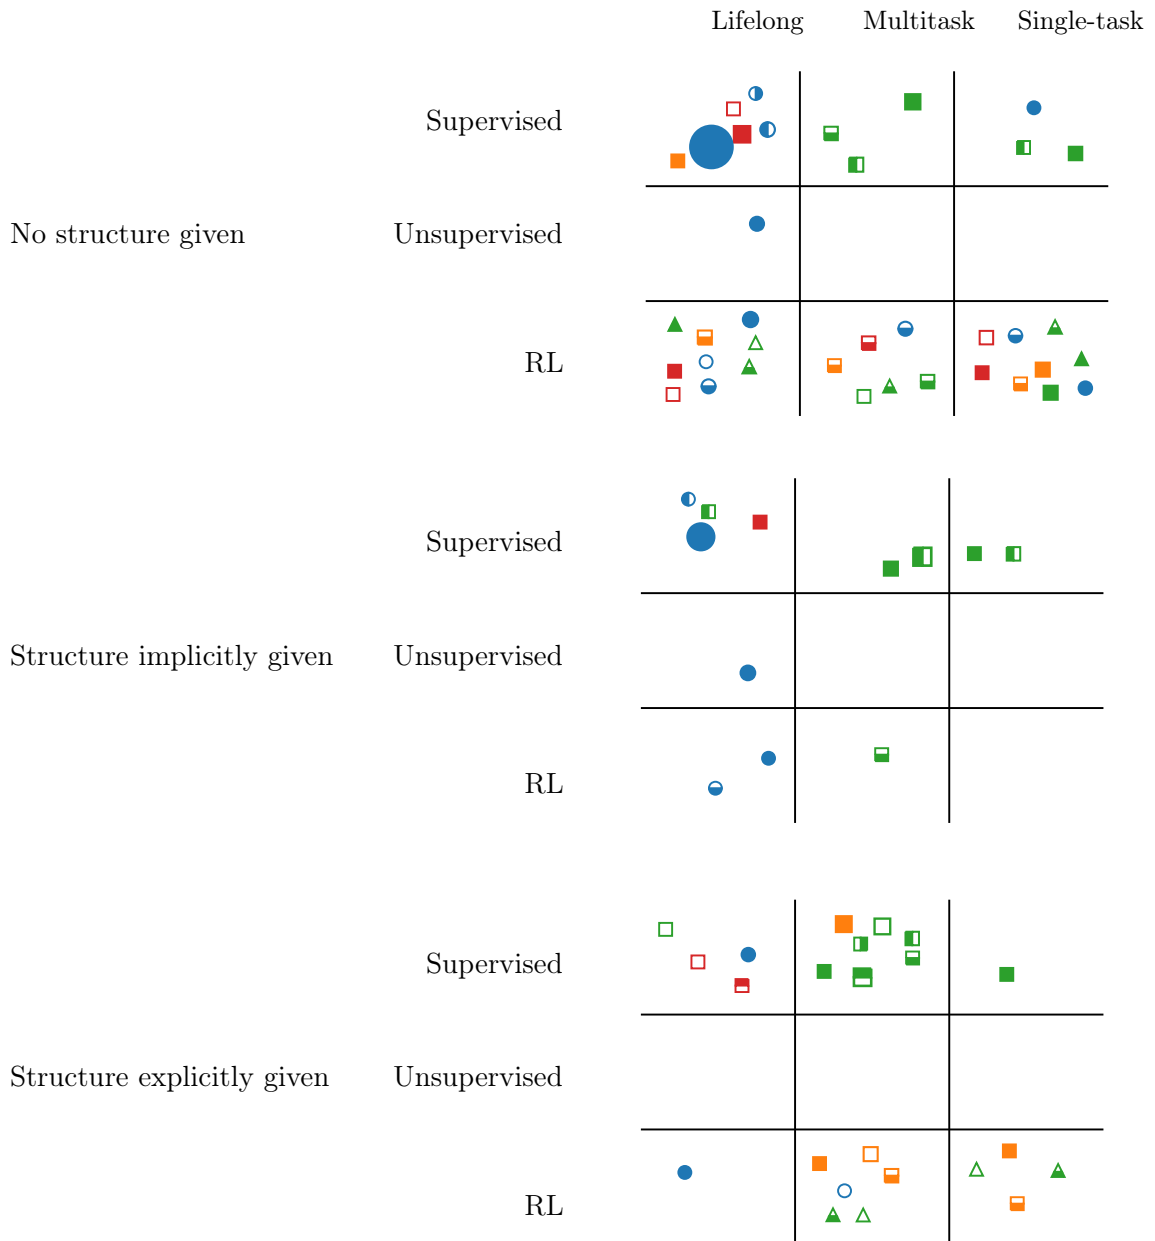 Lifelong Multitask Single-task
Supervised
No structure given Unsupervised
RL
Supervised
Structure implicitly given Unsupervised
RL
Supervised
Structure explicitly given Unsupervised
RL